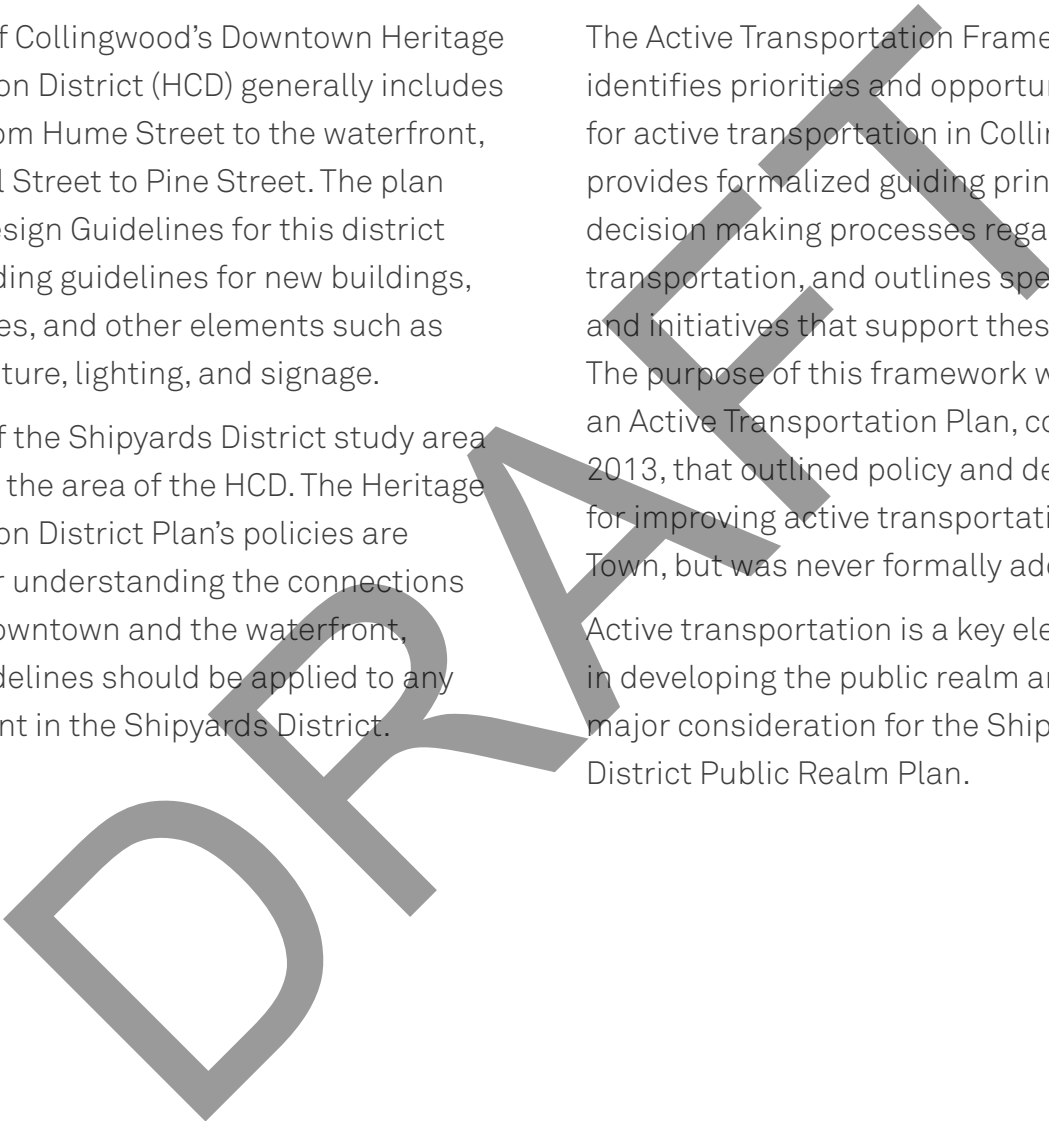 f Collingwood's Downtown Heritage
on District (HCD) generally includes
om Hume Street to the waterfront,
l Street to Pine Street. The plan
esign Guidelines for this district
ding guidelines for new buildings,
es, and other elements such as
ture, lighting, and signage.
f the Shipyards District study area
the area of the HCD. The Heritage
on District Plan's policies are
r understanding the connections
owntown and the waterfront,
delines should be applied to any
nt in the Shipyards District.
The Active Transportation Frame
identifies priorities and opportu
for active transportation in Colli
provides formalized guiding prin
decision making processes rega
transportation, and outlines spe
and initiatives that support thes
The purpose of this framework w
an Active Transportation Plan, co
2013, that outlined policy and de
for improving active transportati
Town, but was never formally ad
Active transportation is a key ele
in developing the public realm a
major consideration for the Ship
District Public Realm Plan.
DRAFT